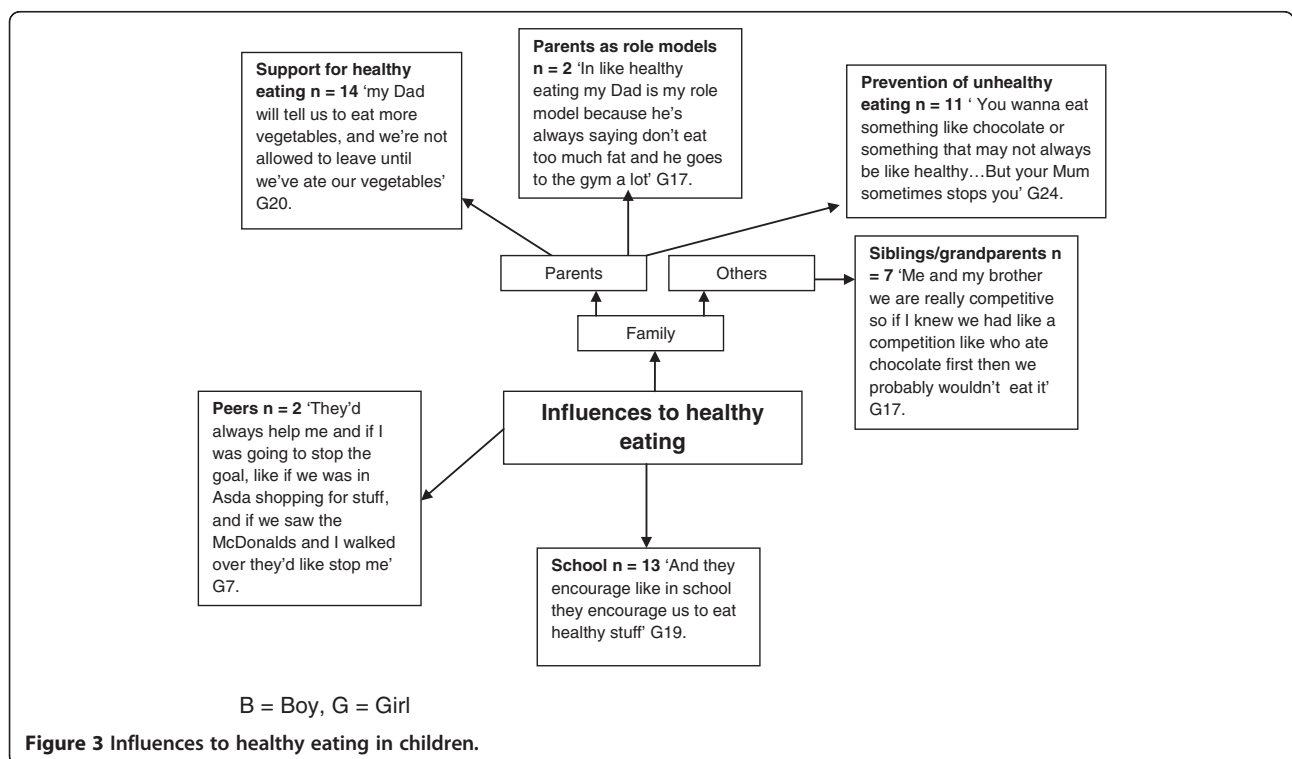 Support for healthy
eating n = 14 ‘my Dad
will tell us to eat more
vegetables, and we’re not
allowed to leave until
we’ve ate our vegetables’
G20.
Parents as role models
n = 2 ‘In like healthy
eating my Dad is my role
model because he’s
always saying don’t eat
too much fat and he goes
to the gym a lot’ G17.
Prevention of unhealthy
eating n = 11 ‘ You wanna eat
something like chocolate or
something that may not always
be like healthy…But your Mum
sometimes stops you’ G24.
Parents
Others
Siblings/grandparents n
= 7 ‘Me and my brother
we are really competitive
so if I knew we had like a
competition like who ate
chocolate first then we
probably wouldn’t eat it’
G17.
Family
Peers n = 2 ‘They’d
always help me and if I
was going to stop the
goal, like if we was in
Asda shopping for stuff,
and if we saw the
McDonalds and I walked
over they’d like stop me’
G7.
Influences to healthy
eating
School n = 13 ‘And they
encourage like in school
they encourage us to eat
healthy stuff’ G19.
B = Boy, G = Girl
Figure 3 Influences to healthy eating in children.